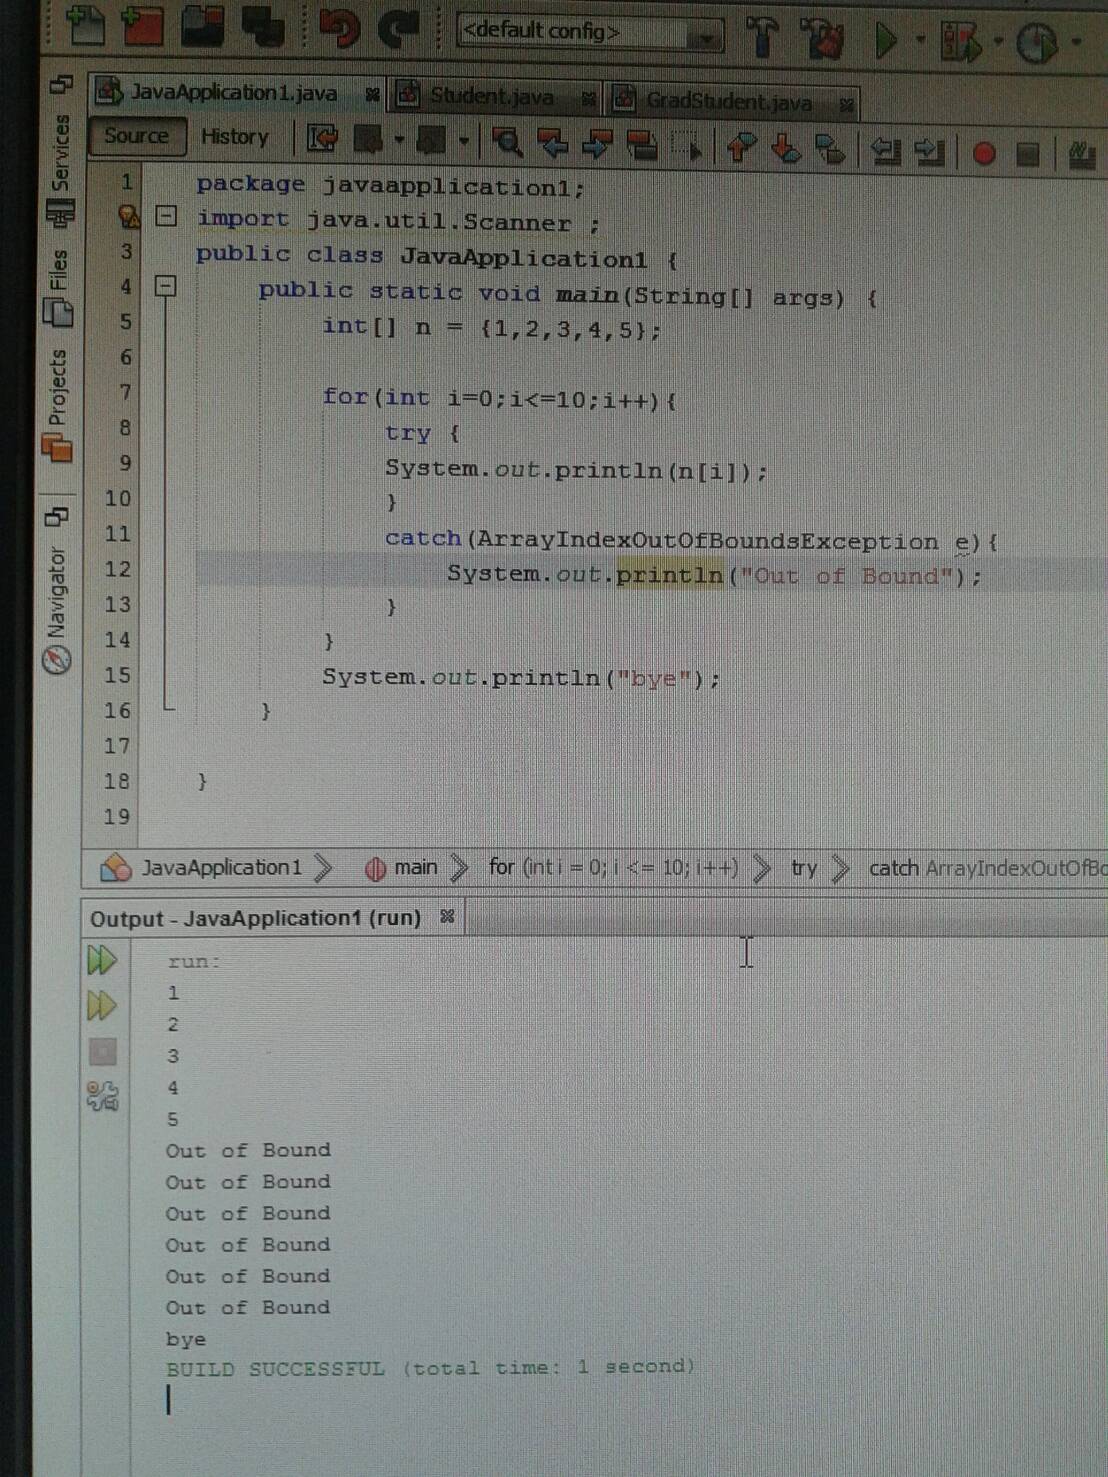 <default config>
JavaApplication1.java
Student.java
GradStudent.java
Source
History
Services
Files
Projects
Navigator
1 package javaapplication1;
import java.util.Scanner ;
3 public class JavaApplication1 {
4 public static void main(String[] args) {
5 int[] n = {1,2,3,4,5};
6
7 for(int i=0;i<=10;i++){
8 try {
9 System.out.println(n[i]);
10 }
11 catch(ArrayIndexOutOfBoundsException e){
12 System.out.println("Out of Bound");
13 }
14 }
15 System.out.println("bye");
16 }
17
18 }
19
JavaApplication1 main for (int i = 0; i <= 10; i++) try catch ArrayIndexOutOfBo
Output - JavaApplication1 (run)
run:
1
2
3
4
5
Out of Bound
Out of Bound
Out of Bound
Out of Bound
Out of Bound
Out of Bound
bye
BUILD SUCCESSFUL (total time: 1 second)